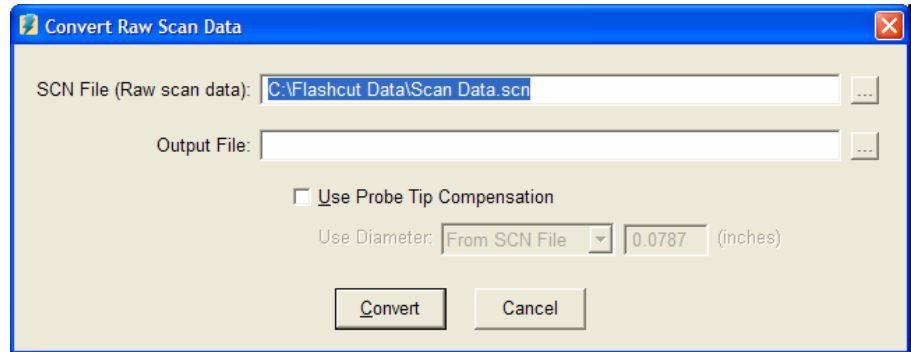 Convert Raw Scan Data
SCN File (Raw scan data): C:\Flashcut Data\Scan Data.scn ...
Output File: ...
Use Probe Tip Compensation
Use Diameter: From SCN File 0.0787 (inches)
Convert Cancel